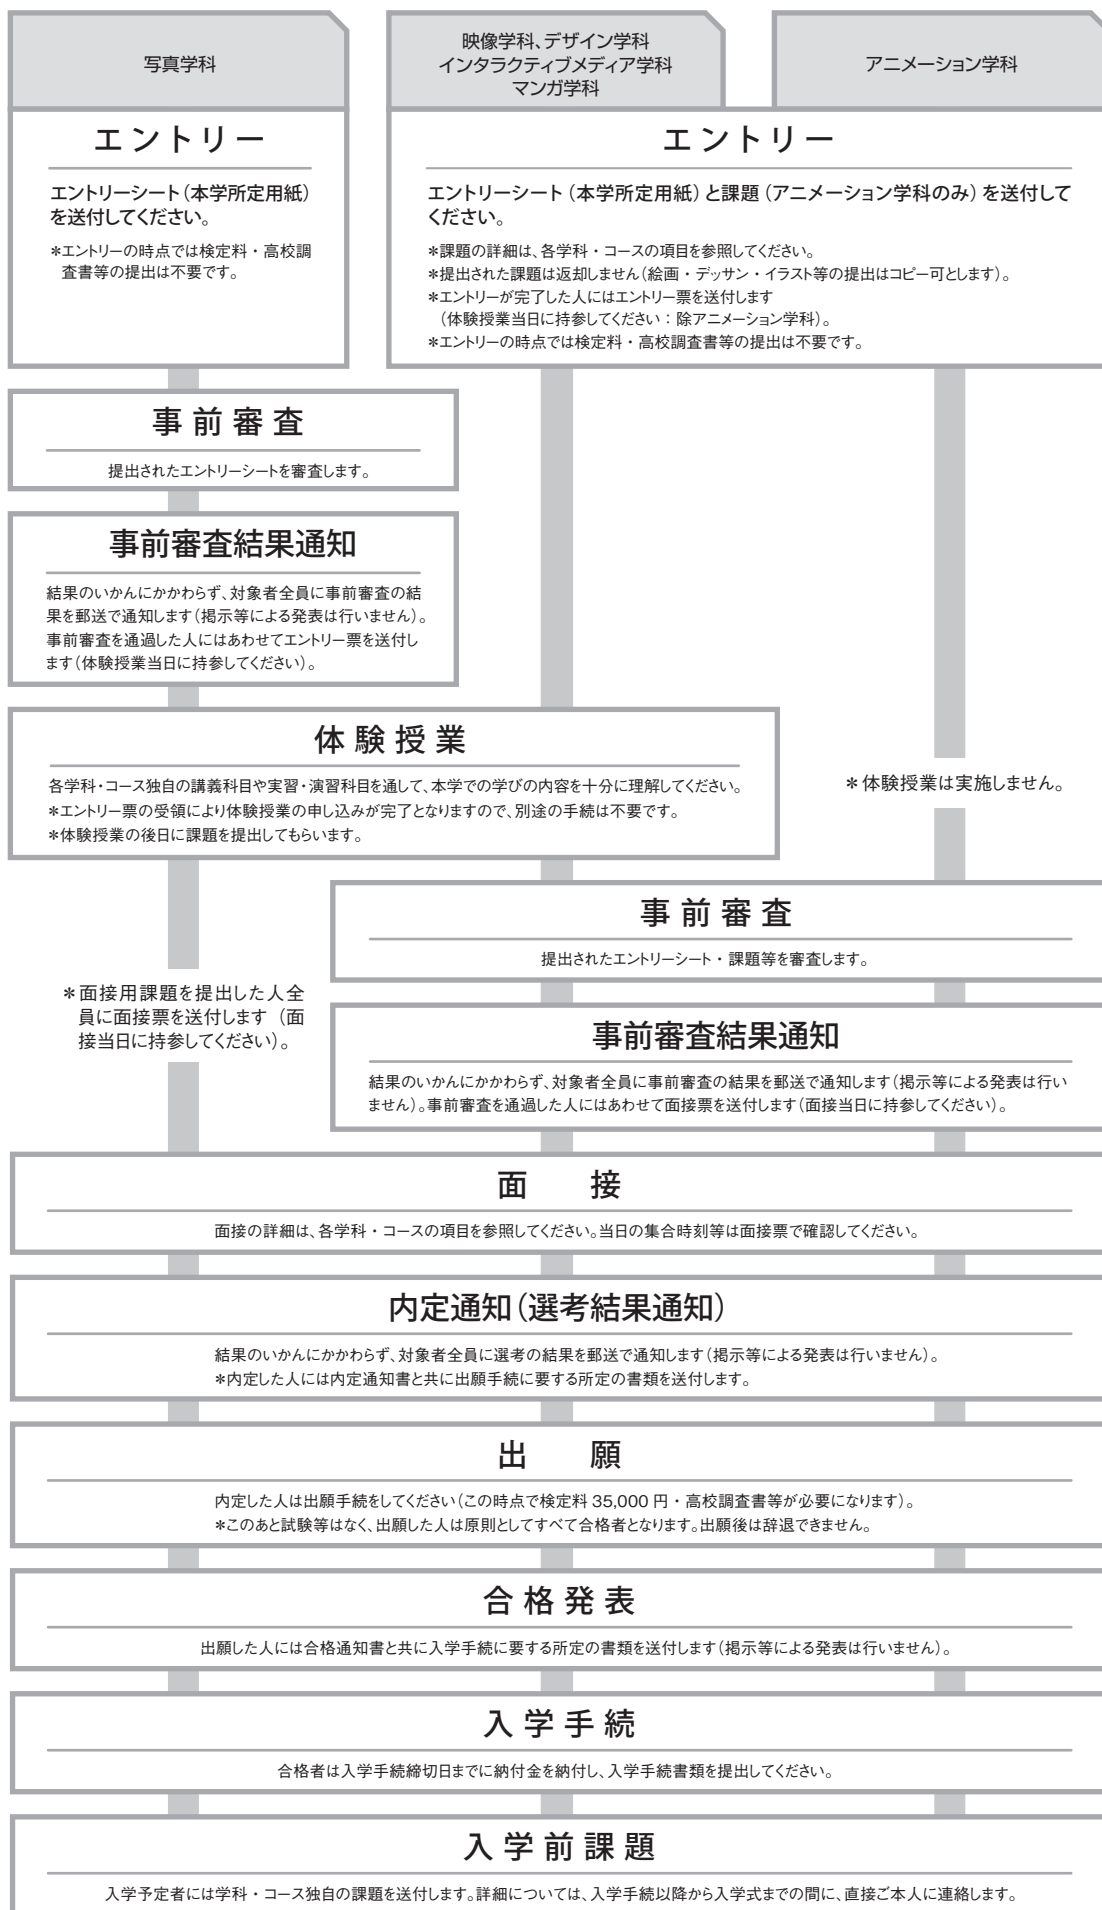 写真学科
映像学科、デザイン学科
インタラクティブメディア学科
マンガ学科
アニメーション学科
エントリー
エントリーシート（本学所定用紙）
を送付してください。
＊エントリーの時点では検定料・高校調
査書等の提出は不要です。
エントリー
エントリーシート（本学所定用紙）と課題（アニメーション学科のみ）を送付して
ください。
＊課題の詳細は、各学科・コースの項目を参照してください。
＊提出された課題は返却しません（絵画・デッサン・イラスト等の提出はコピー可とします）。
＊エントリーが完了した人にはエントリー票を送付します
（体験授業当日に持参してください：除アニメーション学科）。
＊エントリーの時点では検定料・高校調査書等の提出は不要です。
事前審査
提出されたエントリーシートを審査します。
事前審査結果通知
結果のいかんにかかわらず、対象者全員に事前審査の結
果を郵送で通知します（掲示等による発表は行いません）。
事前審査を通過した人にはあわせてエントリー票を送付し
ます（体験授業当日に持参してください）。
体験授業
各学科・コース独自の講義科目や実習・演習科目を通して、本学での学びの内容を十分に理解してください。
＊エントリー票の受領により体験授業の申し込みが完了となりますので、別途の手続は不要です。
＊体験授業の後日に課題を提出してもらいます。
＊体験授業は実施しません。
事前審査
提出されたエントリーシート・課題等を審査します。
＊面接用課題を提出した人全
員に面接票を送付します（面
接当日に持参してください）。
事前審査結果通知
結果のいかんにかかわらず、対象者全員に事前審査の結果を郵送で通知します（掲示等による発表は行い
ません）。事前審査を通過した人にはあわせて面接票を送付します（面接当日に持参してください）。
面　接
面接の詳細は、各学科・コースの項目を参照してください。当日の集合時刻等は面接票で確認してください。
内定通知（選考結果通知）
結果のいかんにかかわらず、対象者全員に選考の結果を郵送で通知します（掲示等による発表は行いません）。
＊内定した人には内定通知書と共に出願手続に要する所定の書類を送付します。
出　願
内定した人は出願手続をしてください（この時点で検定料 35,000 円・高校調査書等が必要になります）。
＊このあと試験等はなく、出願した人は原則としてすべて合格者となります。出願後は辞退できません。
合格発表
出願した人には合格通知書と共に入学手続に要する所定の書類を送付します（掲示等による発表は行いません）。
入学手続
合格者は入学手続締切日までに納付金を納付し、入学手続書類を提出してください。
入学前課題
入学予定者には学科・コース独自の課題を送付します。詳細については、入学手続以降から入学式までの間に、直接ご本人に連絡します。